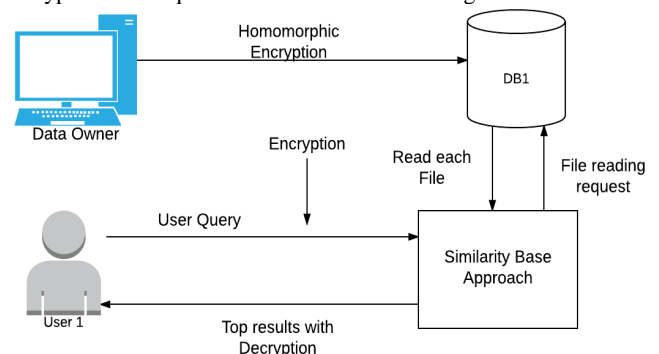 Homomorphic
Encryption
DB1
Data Owner
Encryption
Read each
File
File reading
request
User Query
Similarity Base
Approach
User 1
Top results with
Decryption